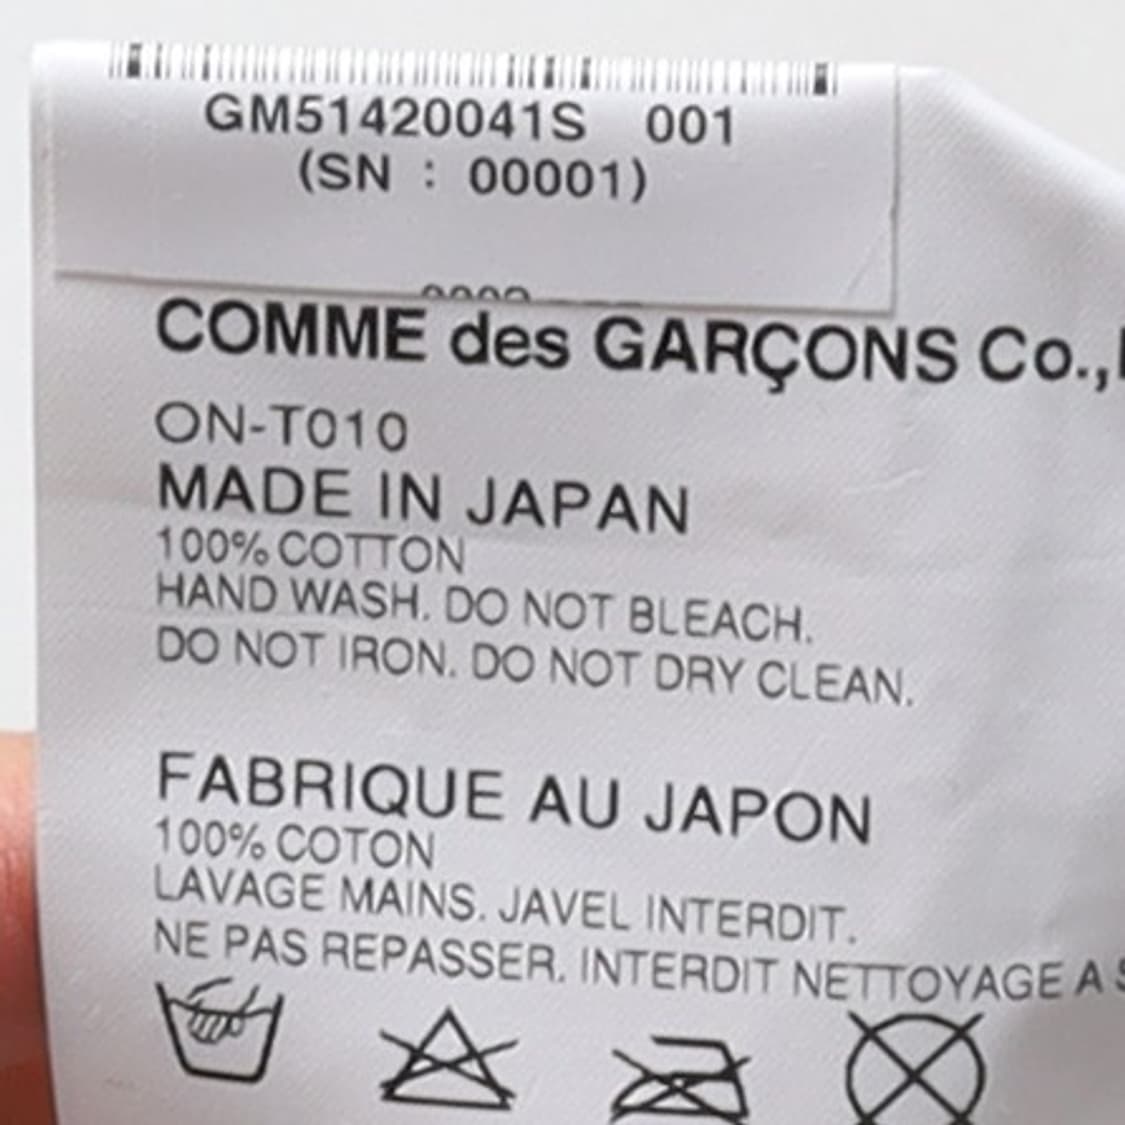 GM51420041S 001
(SN : 00001)
COMME des GARÇONS Co.,
ON-T010
MADE IN JAPAN
100% COTTON
HAND WASH. DO NOT BLEACH.
DO NOT IRON. DO NOT DRY CLEAN.
FABRIQUE AU JAPON
100% COTON
LAVAGE MAINS. JAVEL INTERDIT.
NE PAS REPASSER. INTERDIT NETTOYAGE A